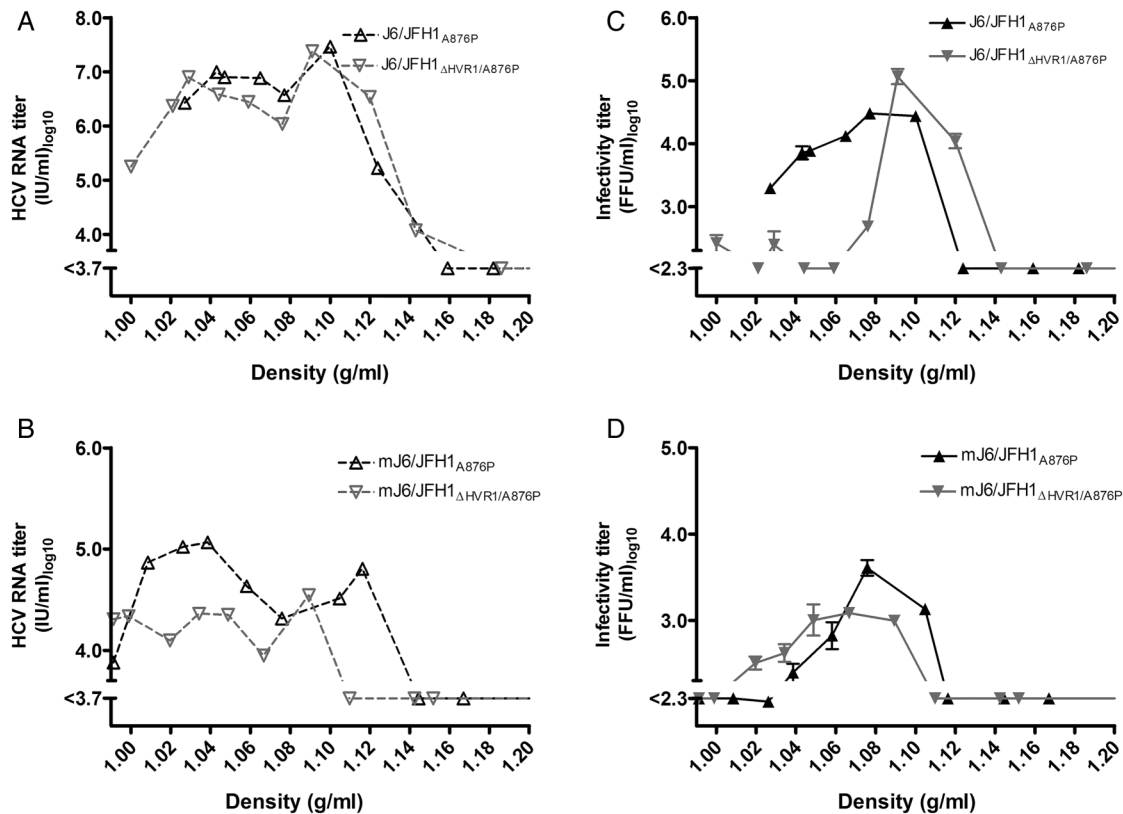 A
HCV RNA titer
(IU/ml)log10
8.0
7.0
6.0
5.0
4.0
<3.7
J6/JFH1A876P
J6/JFH1ΔHVR1/A876P
1.00 1.02 1.04 1.06 1.08 1.10 1.12 1.14 1.16 1.18 1.20
Density (g/ml)
C
Infectivity titer
(FFU/ml)log10
6.0
5.0
4.0
3.0
<2.3
J6/JFH1A876P
J6/JFH1ΔHVR1/A876P
1.00 1.02 1.04 1.06 1.08 1.10 1.12 1.14 1.16 1.18 1.20
Density (g/ml)
B
HCV RNA titer
(IU/ml)log10
6.0
5.0
4.0
<3.7
mJ6/JFH1A876P
mJ6/JFH1ΔHVR1/A876P
1.00 1.02 1.04 1.06 1.08 1.10 1.12 1.14 1.16 1.18 1.20
Density (g/ml)
D
Infectivity titer
(FFU/ml)log10
5.0
4.0
3.0
<2.3
mJ6/JFH1A876P
mJ6/JFH1ΔHVR1/A876P
1.00 1.02 1.04 1.06 1.08 1.10 1.12 1.14 1.16 1.18 1.20
Density (g/ml)